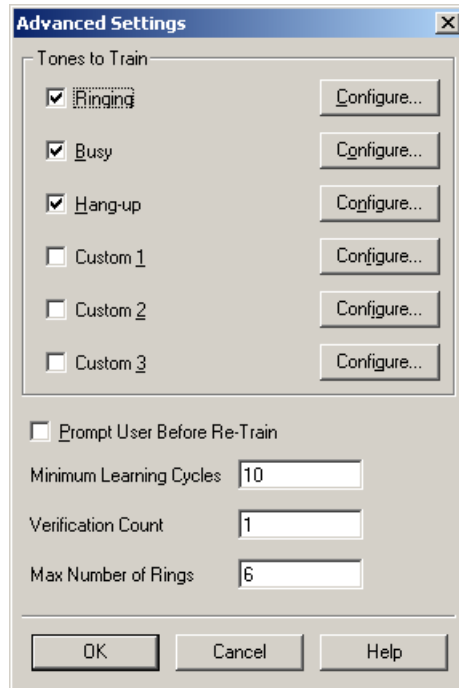 Advanced Settings
Tones to Train
Ringing Configure...
Busy Configure...
Hang-up Configure...
Custom 1 Configure...
Custom 2 Configure...
Custom 3 Configure...
Prompt User Before Re-Train
Minimum Learning Cycles 10
Verification Count 1
Max Number of Rings 6
OK Cancel Help